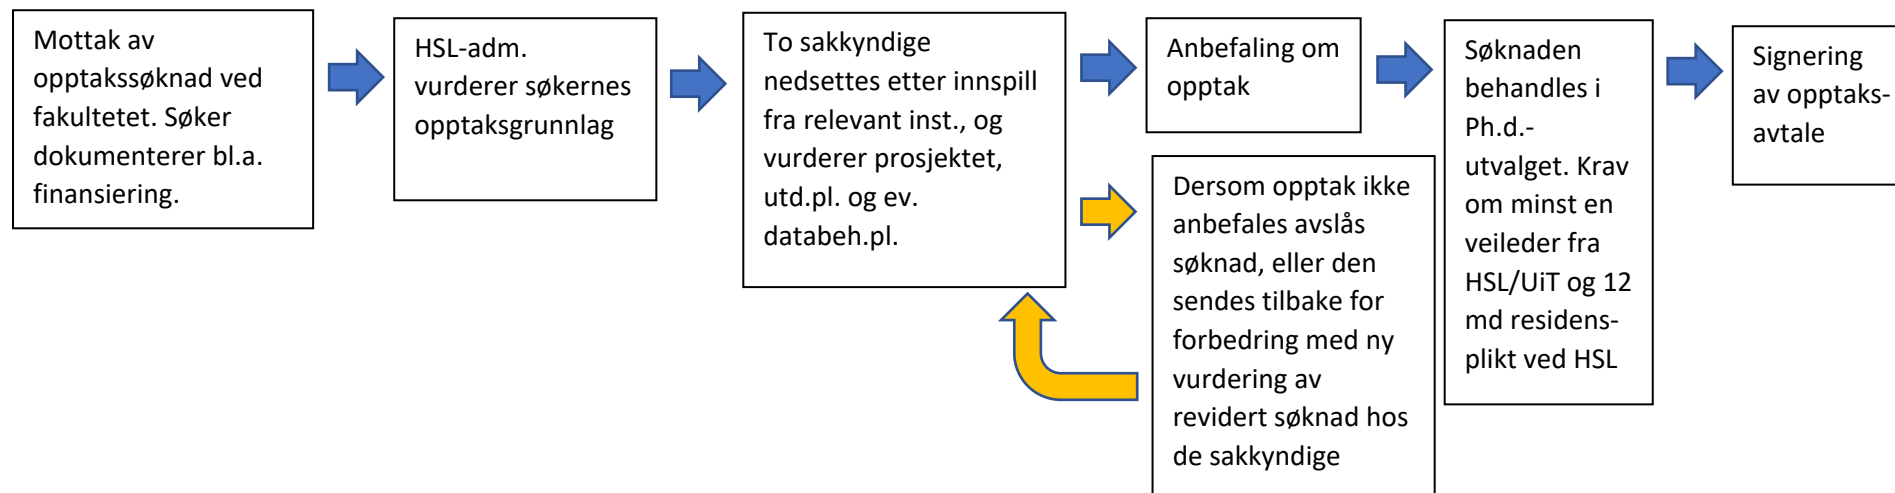 Mottak av
opptakssøknad ved
fakultetet. Søker
dokumenterer bl.a.
finansiering.
HSL-adm.
vurderer søkernes
opptaksgrunnlag
To sakkyndige
nedsettes etter innspill
fra relevant inst., og
vurderer prosjektet,
utd.pl. og ev.
databeh.pl.
Anbefaling om
opptak
Dersom opptak ikke
anbefales avslås
søknad, eller den
sendes tilbake for
forbedring med ny
vurdering av
revidert søknad hos
de sakkyndige
Søknaden
behandles i
Ph.d.-
utvalget. Krav
om minst en
veileder fra
HSL/UiT og 12
md residens-
plikt ved HSL
Signering
av opptaks-
avtale